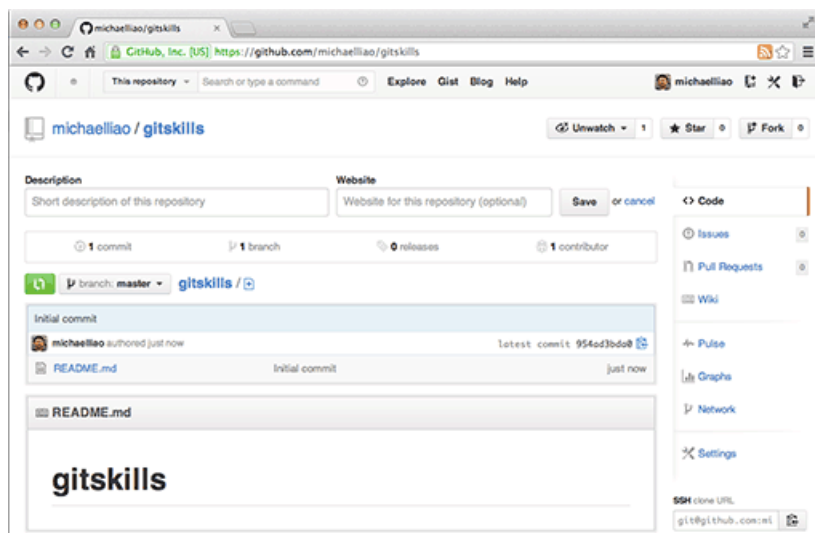 michaelliao/gitskills
GitHub, Inc. [US] https://github.com/michaelliao/gitskills
This repository Search or type a command Explore Gist Blog Help michaelliao
michaelliao / gitskills Unwatch 1 Star 0 Fork 0
Description Website
Short description of this repository Website for this repository (optional) Save or cancel
<> Code
1 commit 1 branch 0 releases 1 contributor
Issues 0
branch: master gitskills /
Pull Requests 0
Wiki
Initial commit
michaelliao authored just now latest commit 954ad3bda0
Pulse
README.md Initial commit just now
Graphs
README.md
Network
gitskills
Settings
SSH clone URL
git@github.com:mi